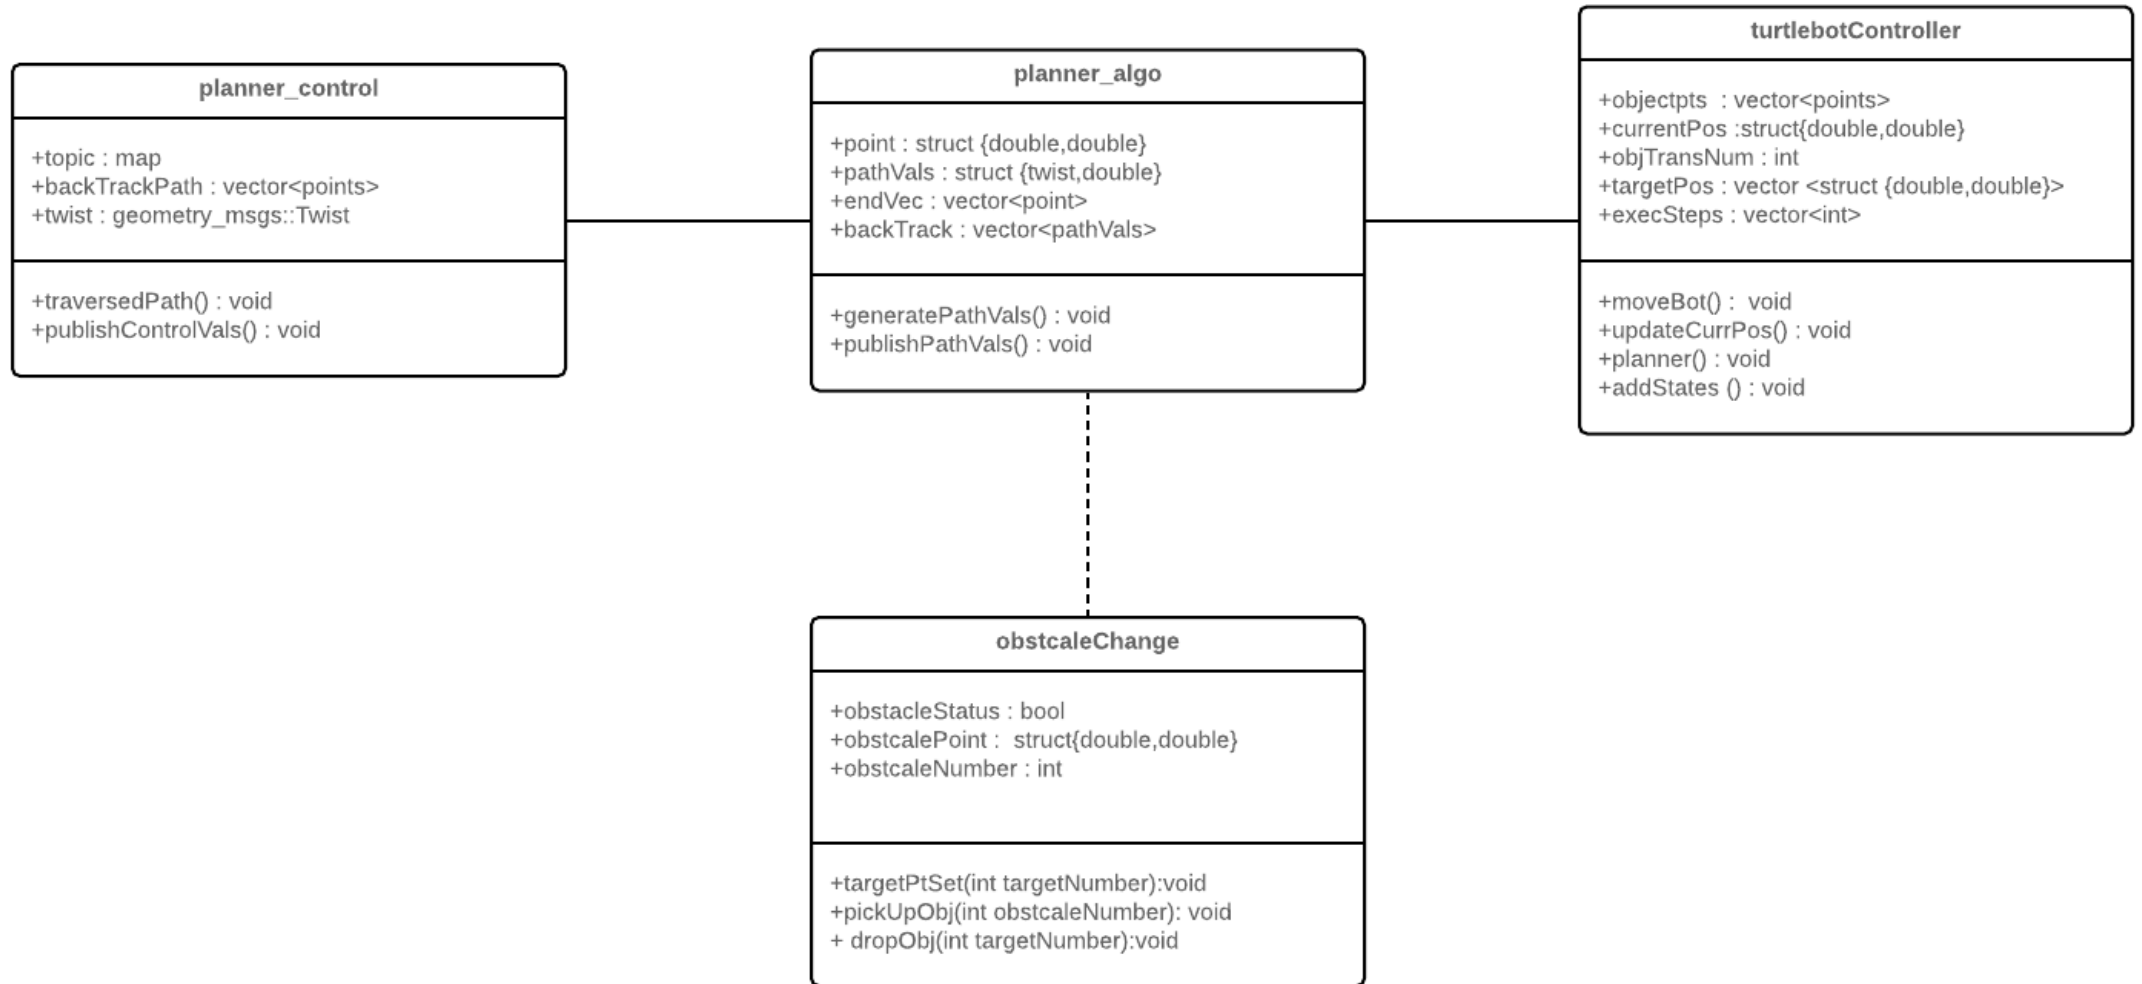 planner_control
+topic : map
+backTrackPath : vector<points>
+twist : geometry_msgs::Twist
+traversedPath() : void
+publishControlVals() : void
planner_algo
+point : struct {double,double}
+pathVals : struct {twist,double}
+endVec : vector<point>
+backTrack : vector<pathVals>
+generatePathVals() : void
+publishPathVals() : void
turtlebotController
+objectpts  : vector<points>
+currentPos :struct{double,double}
+objTransNum : int
+targetPos : vector <struct {double,double}>
+execSteps : vector<int>
+moveBot() :  void
+updateCurrPos() : void
+planner() : void
+addStates () : void
obstcaleChange
+obstacleStatus : bool
+obstcalePoint :  struct{double,double}
+obstcaleNumber : int
+targetPtSet(int targetNumber):void
+pickUpObj(int obstcaleNumber): void
+ dropObj(int targetNumber):void